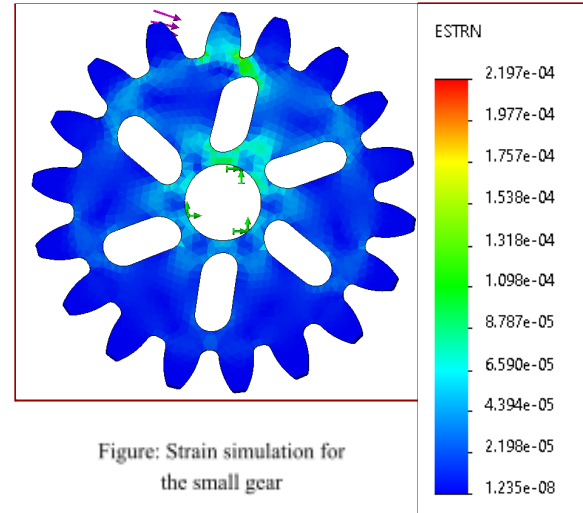 ESTRN
2.197e-04
1.977e-04
1.757e-04
1.538e-04
1.318e-04
1.098e-04
8.787e-05
6.590e-05
4.394e-05
2.198e-05
1.235e-08
Figure: Strain simulation for
the small gear